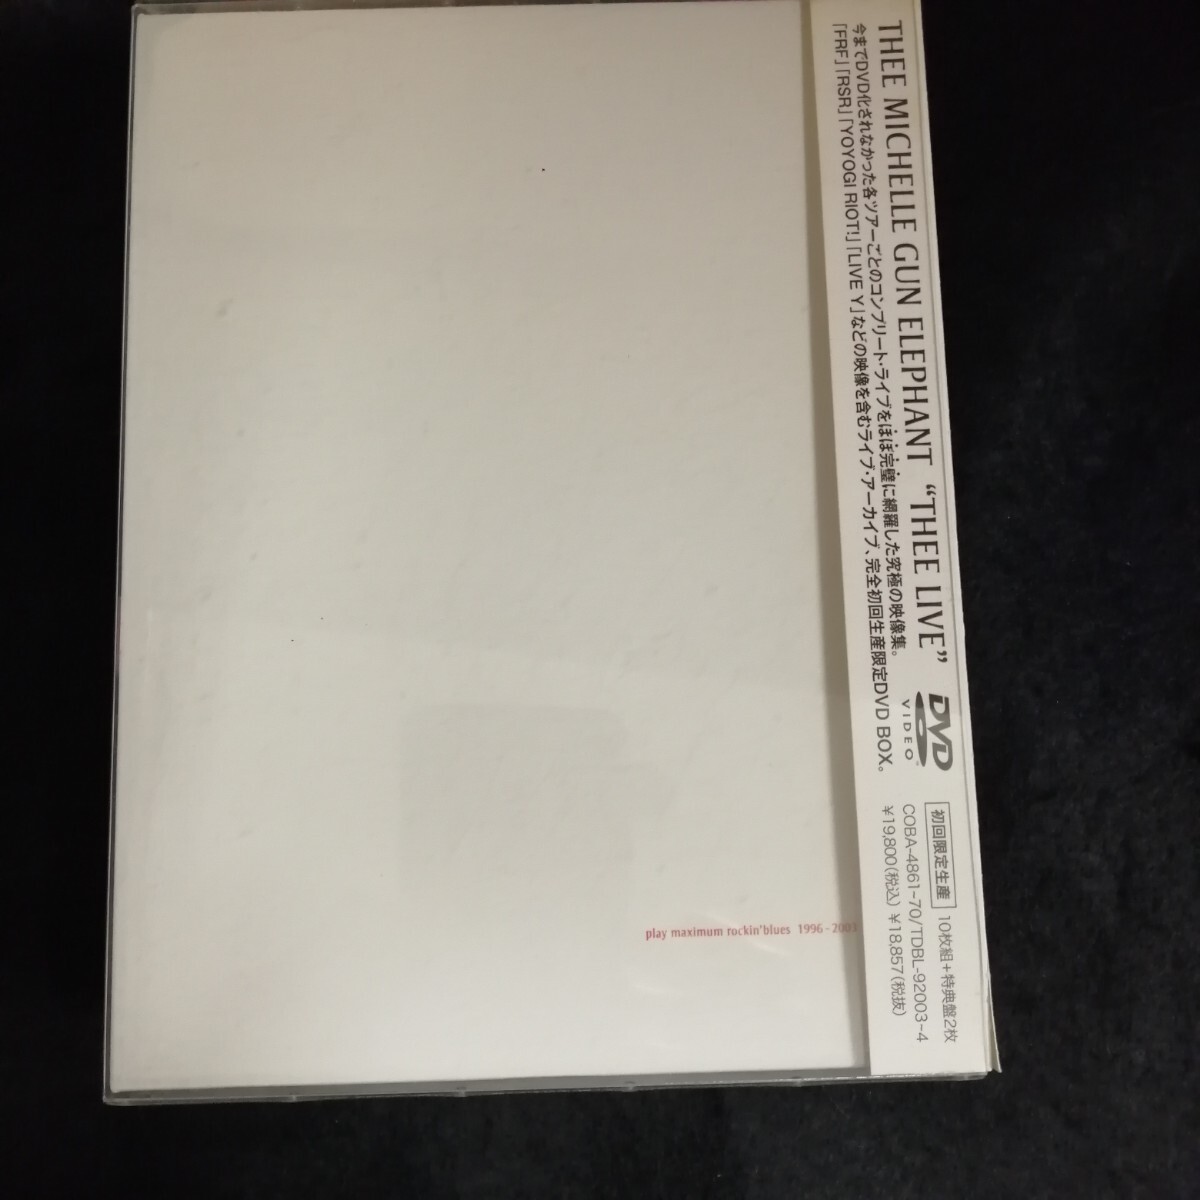 THEE MICHELLE GUN ELEPHANT “THEE LIVE”
今までDVD化されなかった各ツアーごとのコンプリート・ライブをほぼ完璧に網羅した究極の映像集。
「FRF」「RSR」「YOYOGI RIOT!」「LIVE Y」などの映像を含むライブ・アーカイブ、完全初回生産限定DVD BOX。
DVD
VIDEO™
初回限定生産 10枚組+特典盤2枚
COBA-4861~70/TDBL-92003~4
¥19,800(税込) ¥18,857(税抜)
play maximum rockin'blues 1996-2003